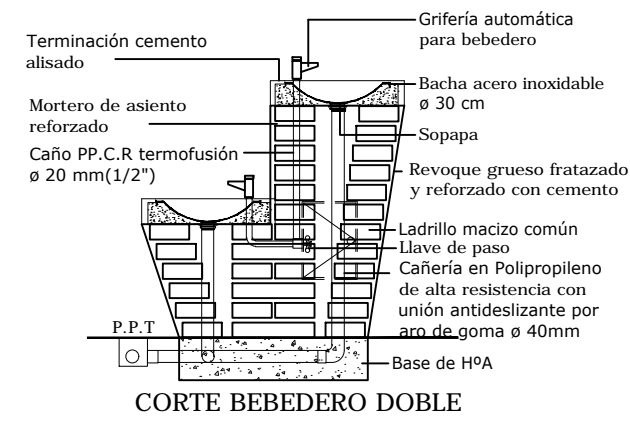 Grifería automática
para bebedero
Terminación cemento
alisado
Bacha acero inoxidable
ø 30 cm
Mortero de asiento
reforzado
Sopapa
Caño PP.C.R termofusión
ø 20 mm(1/2")
Revoque grueso fratazado
y reforzado con cemento
Ladrillo macizo común
Llave de paso
Cañería en Polipropileno
de alta resistencia con
unión antideslizante por
aro de goma ø 40mm
P.P.T
Base de HºA
CORTE BEBEDERO DOBLE